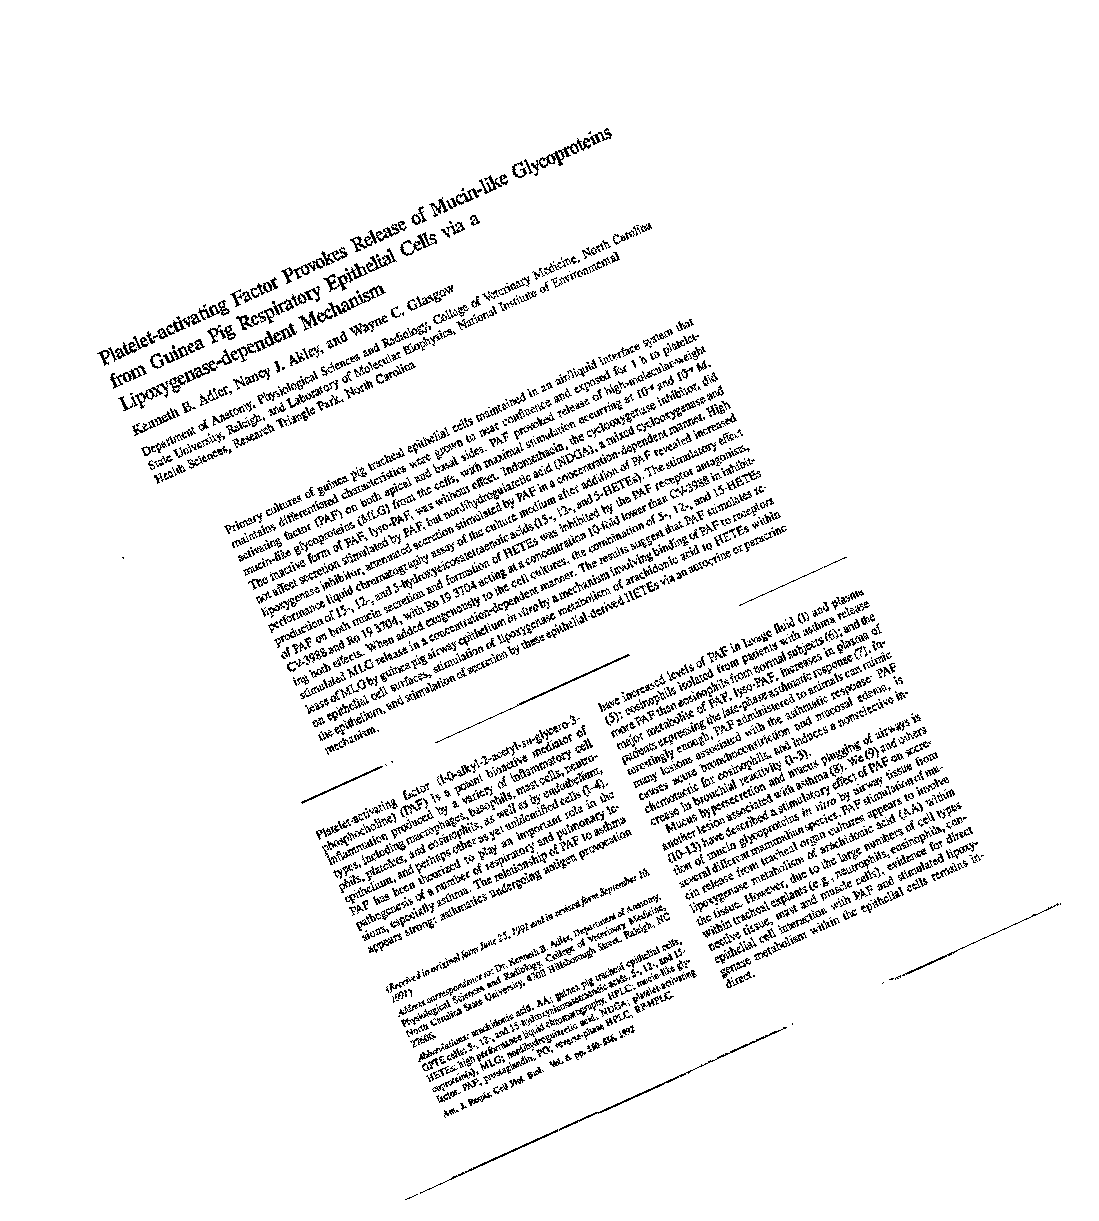 Platelet-activating Factor Provokes Release of Mucin-like Glycoproteins
from Guinea Pig Respiratory Epithelial Cells via a
Lipoxygenase-dependent Mechanism
Kenneth B. Adler, Nancy J. Akley, and Wayne C. Glasgow
Department of Anatomy, Physiological Sciences and Radiology, College of Veterinary Medicine, North Carolina
State University, Raleigh, and Laboratory of Molecular Biophysics, National Institute of Environmental
Health Sciences, Research Triangle Park, North Carolina
Primary cultures of guinea pig tracheal epithelial cells maintained in an air/liquid interface system that
maintains differentiated characteristics were grown to near confluence and exposed for 1 h to platelet-
activating factor (PAF) on both apical and basal sides. PAF provoked release of high-molecular-weight
mucin-like glycoproteins (MLG) from the cells, with maximal stimulation occurring at and
The inactive form of PAF, lyso-PAF, was without effect. Indomethacin, the cyclooxygenase inhibitor, did
not affect secretion stimulated by PAF, but nordihydroguaiaretic acid (NDGA), a mixed cyclooxygenase and
lipoxygenase inhibitor, attenuated secretion stimulated by PAF in a concentration-dependent manner. High
performance liquid chromatography assay of the culture medium after addition of PAF revealed increased
production of 15-, 12-, and 5-hydroxyeicosatetraenoic acids (15-, 12-, and 5-HETEs). The stimulatory effect
of PAF on both mucin secretion and formation of HETEs was inhibited by the PAF receptor antagonists,
CV-3988 and Ro 19 3704, with Ro 19 3704 acting at a concentration 10-fold lower than CV-3988 in inhibit-
ing both effects. When added exogenously to the cell cultures, the combination of 5-, 12-, and 15-HETEs
stimulated MLG release in a concentration-dependent manner. The results suggest that PAF stimulates re-
lease of MLG by guinea pig airway epithelium in vitro by a mechanism involving binding of PAF to receptors
on epithelial cell surfaces, stimulation of lipoxygenase metabolism of arachidonic acid to HETEs within
the epithelium, and stimulation of secretion by these epithelial-derived HETEs via an autocrine or paracrine
mechanism.
Platelet-activating factor (1-0-alkyl-2-acetyl-sn-glycero-3-
phosphocholine) (PAF) is a potent bioactive mediator of
inflammation produced by a variety of inflammatory cell
types, including macrophages, basophils, mast cells, neutro-
phils, platelets, and eosinophils, as well as by endothelium,
epithelium, and perhaps other as yet unidentified cells (1-4).
PAF has been theorized to play an important role in the
pathogenesis of a number of respiratory and pulmonary le-
sions, especially asthma. The relationship of PAF to asthma
appears strong: asthmatics undergoing antigen provocation
(Received in original form June 25, 1991 and in revised form September 10,
1991)
Address correspondence to: Dr. Kenneth B. Adler, Department of Anatomy,
Physiological Sciences and Radiology, College of Veterinary Medicine,
North Carolina State University, 4700 Hillsborough Street, Raleigh, NC
27606.
Abbreviations: arachidonic acid, AA; guinea pig tracheal epithelial cells,
GPTE cells; 5-, 12-, and 15-hydroxyeicosatetraenoic acids, 5-, 12-, and 15-
HETEs; high performance liquid chromatography, HPLC; mucin-like gly-
coprotein(s), MLG; nordihydroguaiaretic acid, NDGA; platelet-activating
factor, PAF; prostaglandin, PG; reverse-phase HPLC, RP-HPLC.
Am. J. Respir. Cell Mol. Biol. Vol. 6. pp. 1992
have increased levels of PAF in lavage fluid (1) and plasma
(5); eosinophils isolated from patients with asthma release
more PAF than eosinophils from normal subjects (6); and the
major metabolite of PAF, lyso-PAF, increases in plasma of
patients expressing the late-phase asthmatic response (7). In-
terestingly enough, PAF administered to animals can mimic
many lesions associated with the asthmatic response. PAF
causes acute bronchoconstriction and mucosal edema, is
chemotactic for eosinophils, and induces a nonselective in-
crease in bronchial reactivity (1-3).
Mucus hypersecretion and mucus plugging of airways is
another lesion associated with asthma (8). We (9) and others
(10-13) have described a stimulatory effect of PAF on secre-
tion of mucin glycoproteins in vitro by airway tissue from
several different mammalian species. PAF stimulation of mu-
cin release from tracheal organ cultures appears to involve
lipoxygenase metabolism of arachidonic acid (AA) within
the tissue. However, due to the large numbers of cell types
within tracheal explants (e.g., neutrophils, eosinophils, con-
nective tissue, mast and muscle cells), evidence for direct
epithelial cell interaction with PAF and stimulated lipoxy-
genase metabolism within the epithelial cells remains in-
direct.